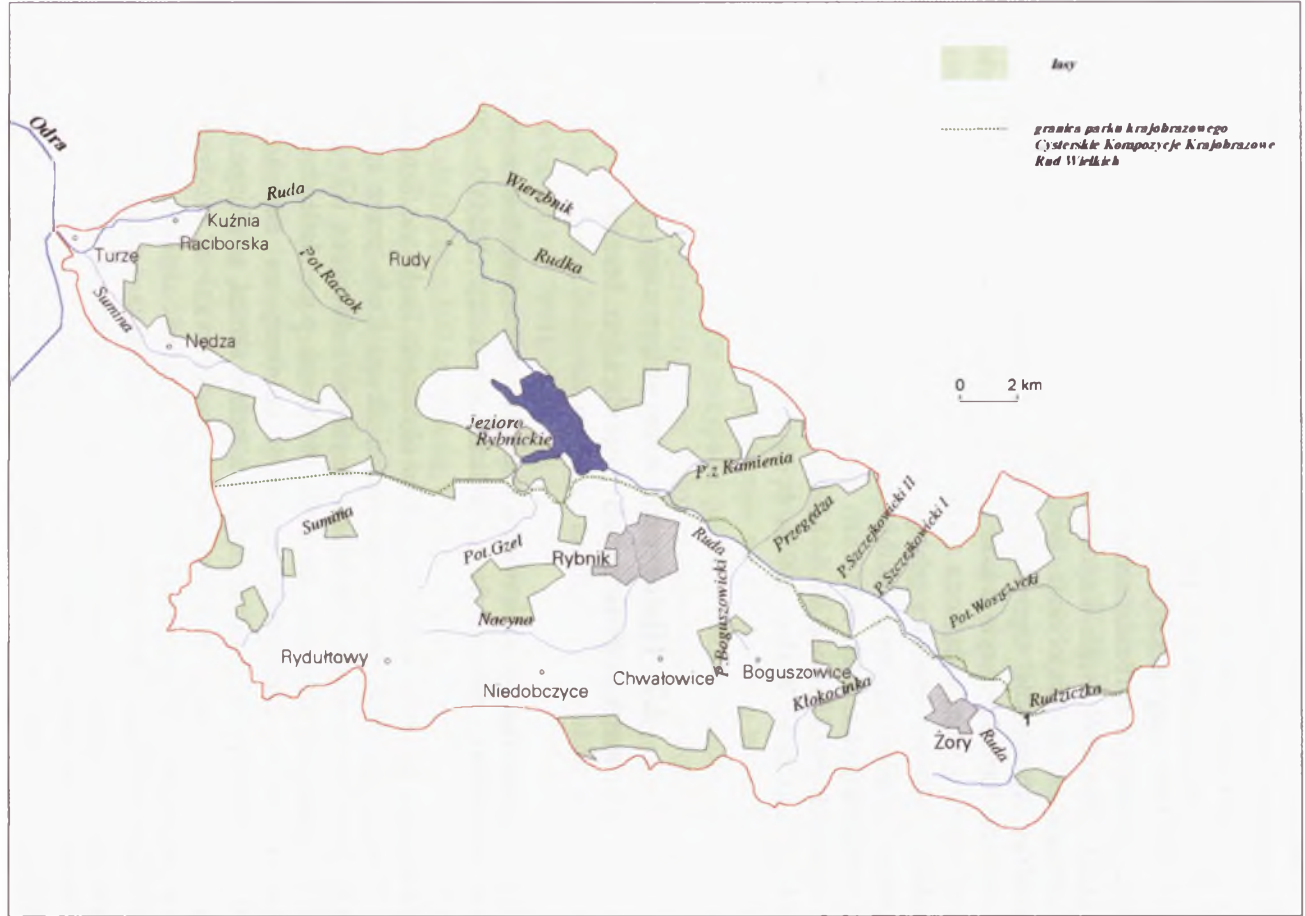 lasy
granica parku krajobrazowego
Cysterskie Kompozycje Krajobrazowe
Rud Wielkich
Odra
Ruda
Wierzbnik
Kuźnia
Raciborska
Turze
Rudy
Rudka
Pot.Raczok
Sumina
Nędza
0 2 km
Jezioro
Rybnickie
P.z Kamienia
Przegędza
P.Szczejkowicki II
P.Szczejkowicki I
Sumina
Pot.Gzel
Rybnik
Ruda
P.Boguszowicki
Nacyna
Pot.Woszczycki
Rydułtowy
Niedobczyce
Chwałowice
Boguszowice
Kłokocinka
Rudziczka
1
Żory
Ruda